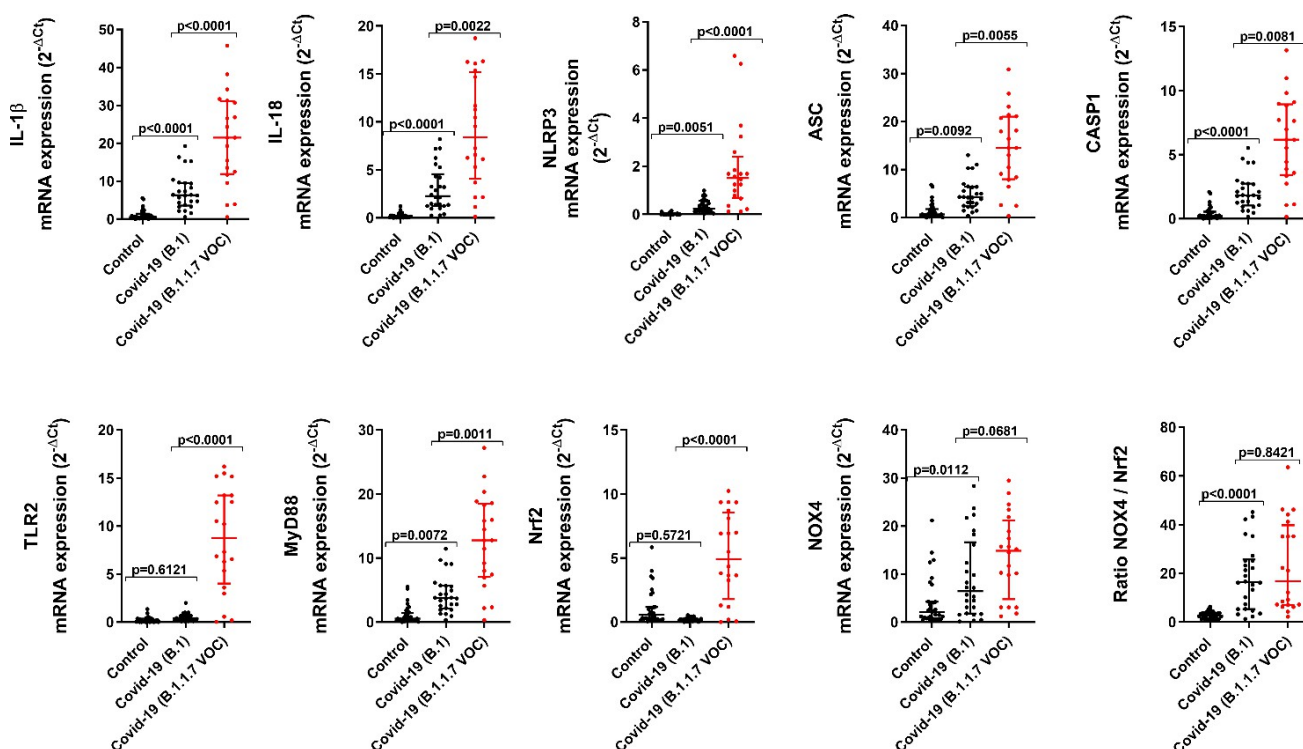 IL-1β
mRNA expression (2-ΔCt)
50
40
30
20
10
0
p<0.0001
p<0.0001
Control
Covid-19 (B.1)
Covid-19 (B.1.1.7 VOC)
IL-18
mRNA expression (2-ΔCt)
20
15
10
5
0
p=0.0022
p<0.0001
Control
Covid-19 (B.1)
Covid-19 (B.1.1.7 VOC)
NLRP3
mRNA expression
(2-ΔCt)
8
6
4
2
0
p<0.0001
p=0.0051
Control
Covid-19 (B.1)
Covid-19 (B.1.1.7 VOC)
ASC
mRNA expression (2-ΔCt)
40
30
20
10
0
p=0.0055
p=0.0092
Control
Covid-19 (B.1)
Covid-19 (B.1.1.7 VOC)
CASP1
mRNA expression (2-ΔCt)
15
10
5
0
p=0.0081
p<0.0001
Control
Covid-19 (B.1)
Covid-19 (B.1.1.7 VOC)
TLR2
mRNA expression (2-ΔCt)
20
15
10
5
0
p<0.0001
p=0.6121
Control
Covid-19 (B.1)
Covid-19 (B.1.1.7 VOC)
MyD88
mRNA expression (2-ΔCt)
30
20
10
0
p=0.0011
p=0.0072
Control
Covid-19 (B.1)
Covid-19 (B.1.1.7 VOC)
Nrf2
mRNA expression (2-ΔCt)
15
10
5
0
p<0.0001
p=0.5721
Control
Covid-19 (B.1)
Covid-19 (B.1.1.7 VOC)
NOX4
mRNA expression (2-ΔCt)
40
30
20
10
0
p=0.0681
p=0.0112
Control
Covid-19 (B.1)
Covid-19 (B.1.1.7 VOC)
Ratio NOX4 / Nrf2
80
60
40
20
0
p=0.8421
p<0.0001
Control
Covid-19 (B.1)
Covid-19 (B.1.1.7 VOC)